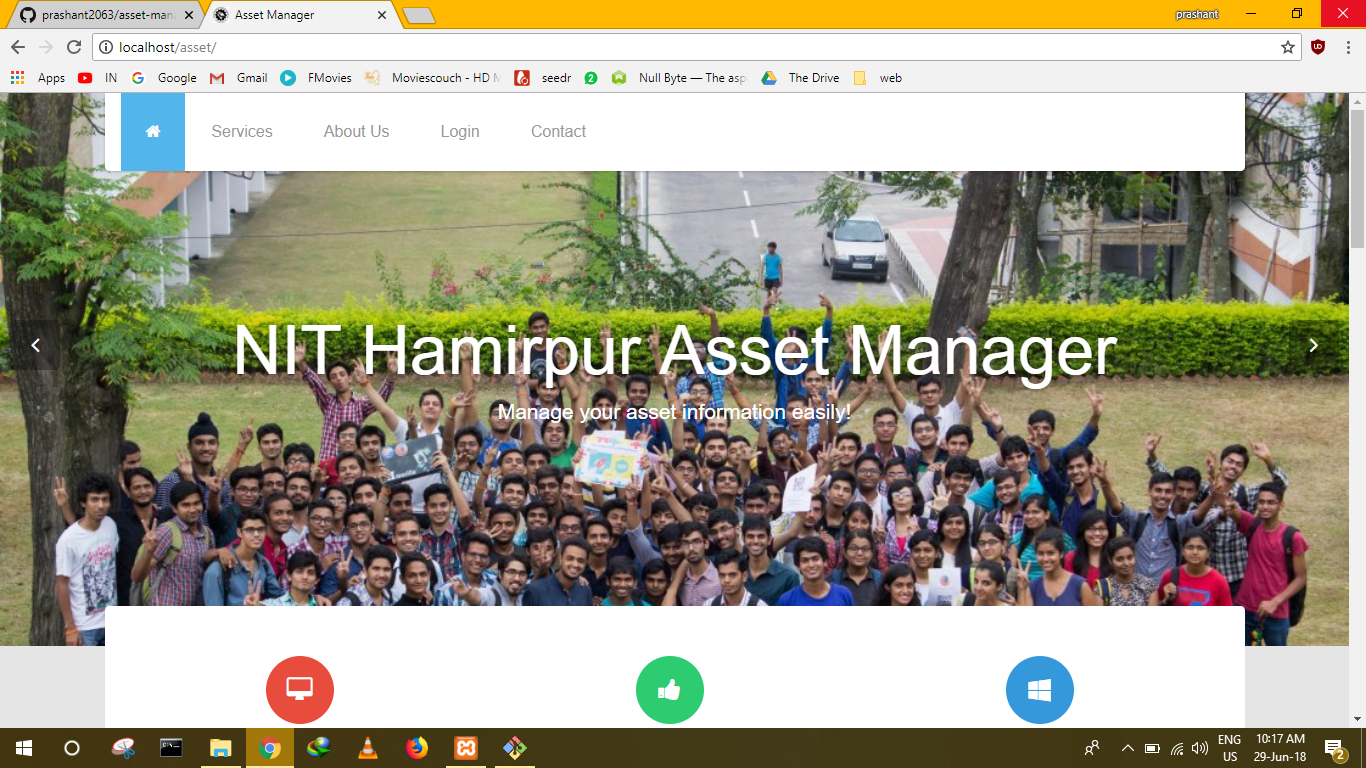 prashant2063/asset-man
Asset Manager
prashant
localhost/asset/
Apps
IN
Google
Gmail
FMovies
Moviescouch - HD M
seedr
2
Null Byte — The asp
The Drive
web
Services
About Us
Login
Contact
NIT Hamirpur Asset Manager
Manage your asset information easily!
ENG
US
10:17 AM
29-Jun-18
2